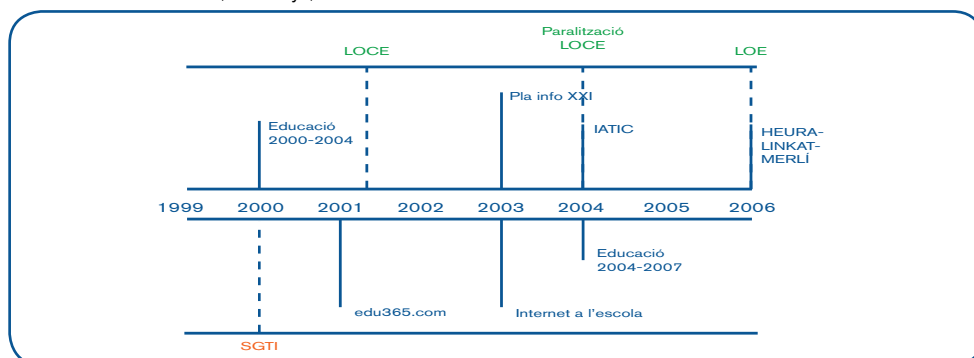 Paralització
LOCE
LOCE
LOE
Pla info XXI
Educació
2000-2004
IATIC
HEURA-
LINKAT-
MERLÍ
1999 2000 2001 2002 2003 2004 2005 2006
Educació
2004-2007
edu365.com
Internet a l'escola
SGTI